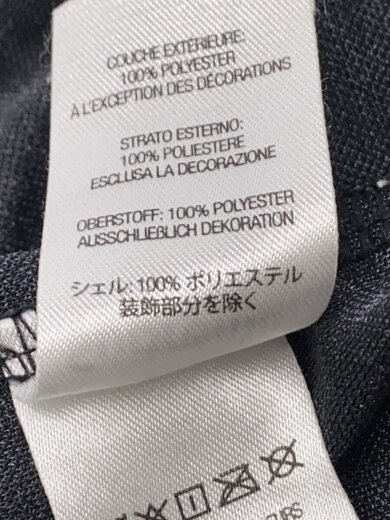 COUCHE EXTÉRIEURE:
100% POLYESTER
À L'EXCEPTION DES DÉCORATIONS
STRATO ESTERNO:
100% POLIESTERE
ESCLUSA LA DECORAZIONE
OBERSTOFF: 100% POLYESTER
AUSSCHLIEßLICH DEKORATION
シェル: 100% ポリエステル
装飾部分を除く